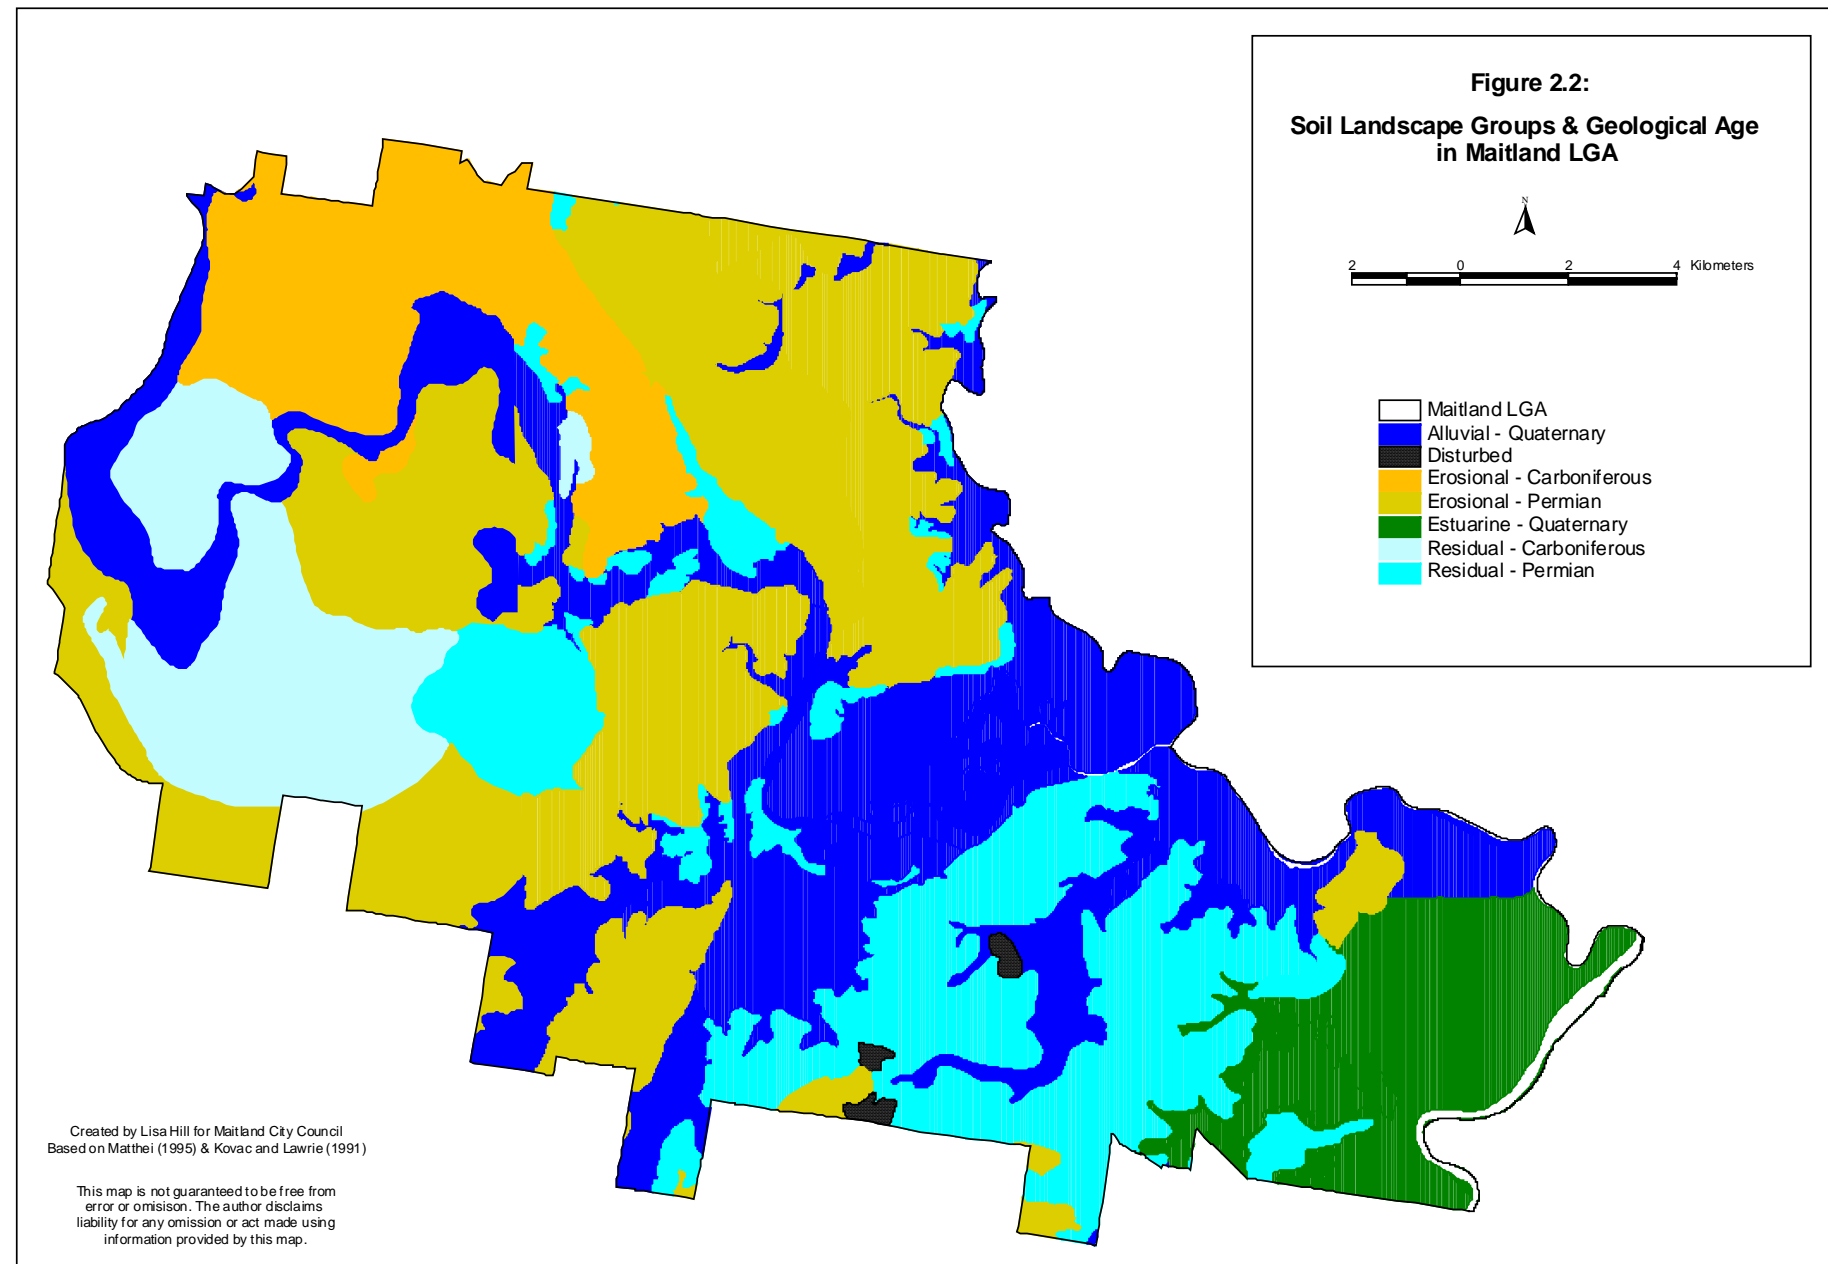 Figure 2.2:
Soil Landscape Groups & Geological Age
in Maitland LGA
N
2 0 2 4 Kilometers
Maitland LGA
Alluvial - Quaternary
Disturbed
Erosional - Carboniferous
Erosional - Permian
Estuarine - Quaternary
Residual - Carboniferous
Residual - Permian
Created by Lisa Hill for Maitland City Council
Based on Matthei (1995) & Kovac and Lawrie (1991)
This map is not guaranteed to be free from
error or omisison. The author disclaims
liability for any omission or act made using
information provided by this map.